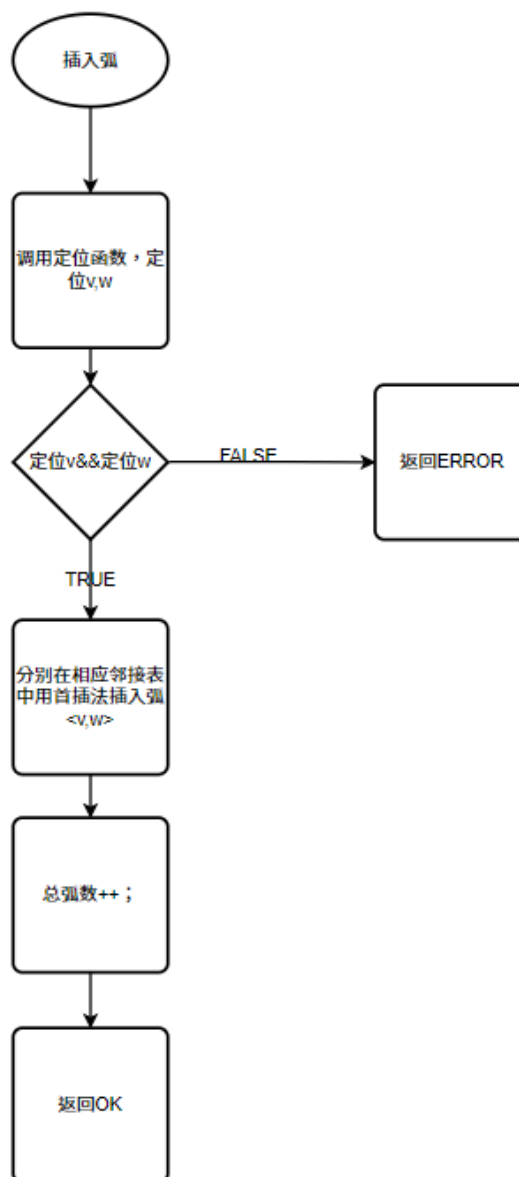 插入弧
调用定位函数，定
位v,w
定位v&&定位w
FALSE
返回ERROR
TRUE
分别在相应邻接表
中用首插法插入弧
<v,w>
总弧数++；
返回OK